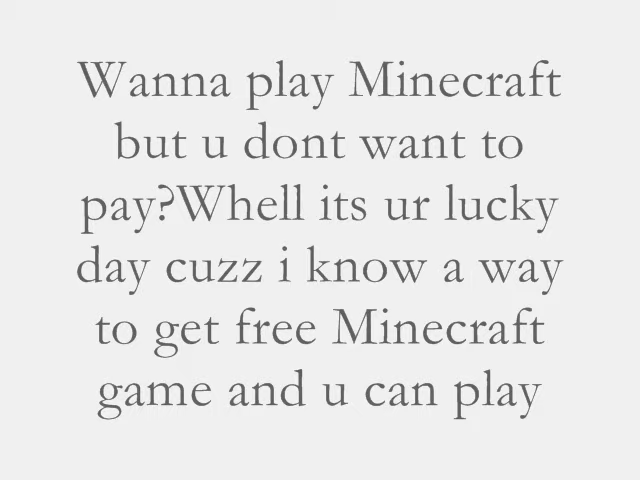 Wanna play Minecraft
but u dont want to
pay?Whell its ur lucky
day cuzz i know a way
to get free Minecraft
game and u can play